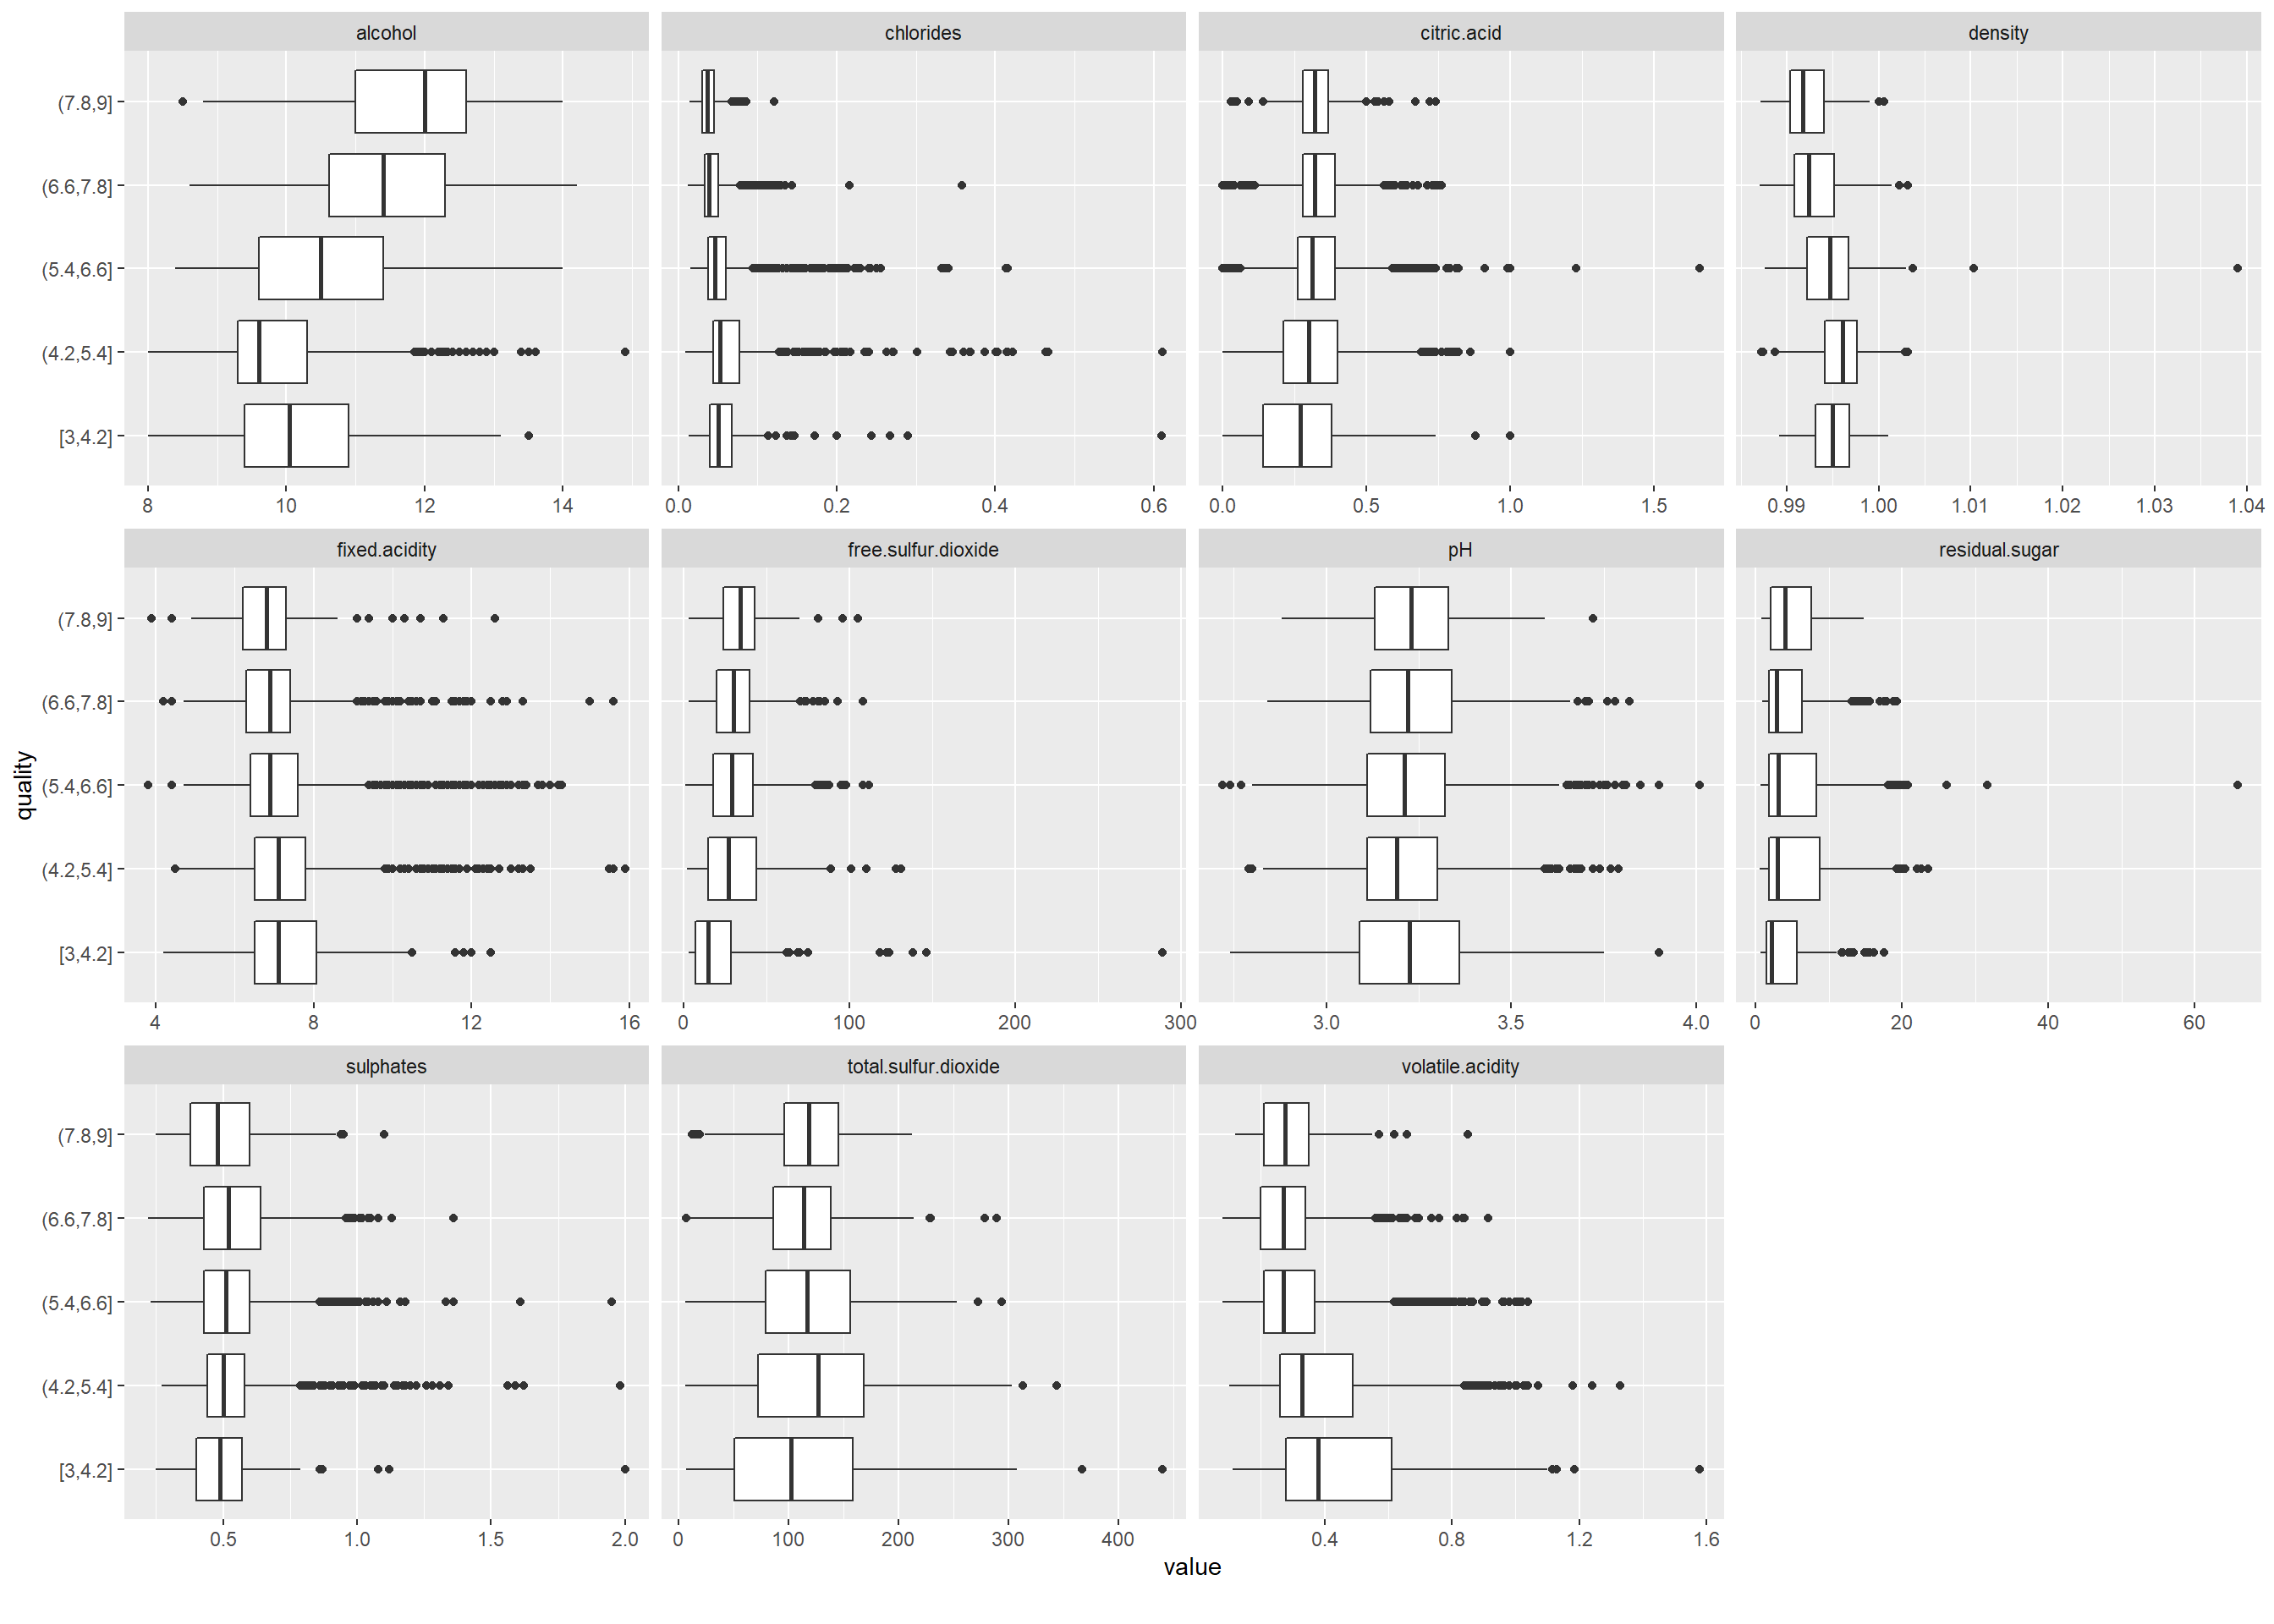 alcohol chlorides citric.acid density
(7.8,9]
(6.6,7.8]
(5.4,6.6]
(4.2,5.4]
[3,4.2]
8 10 12 14 0.0 0.2 0.4 0.6 0.0 0.5 1.0 1.5 0.99 1.00 1.01 1.02 1.03 1.04
fixed.acidity free.sulfur.dioxide pH residual.sugar
(7.8,9]
(6.6,7.8]
(5.4,6.6]
(4.2,5.4]
[3,4.2]
quality
4 8 12 16 0 100 200 300 3.0 3.5 4.0 0 20 40 60
sulphates total.sulfur.dioxide volatile.acidity
(7.8,9]
(6.6,7.8]
(5.4,6.6]
(4.2,5.4]
[3,4.2]
0.5 1.0 1.5 2.0 0 100 200 300 400 0.4 0.8 1.2 1.6
value